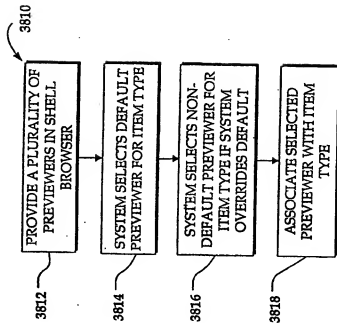 3810
PROVIDE A PLURALITY OF
PREVIEWERS IN SHELL
BROWSER
3812
SYSTEM SELECTS DEFAULT
PREVIEWER FOR ITEM TYPE
3814
SYSTEM SELECTS NON-
DEFAULT PREVIEWER FOR
ITEM TYPE IF SYSTEM
OVERRIDES DEFAULT
3816
ASSOCIATE SELECTED
PREVIEWER WITH ITEM
TYPE
3818